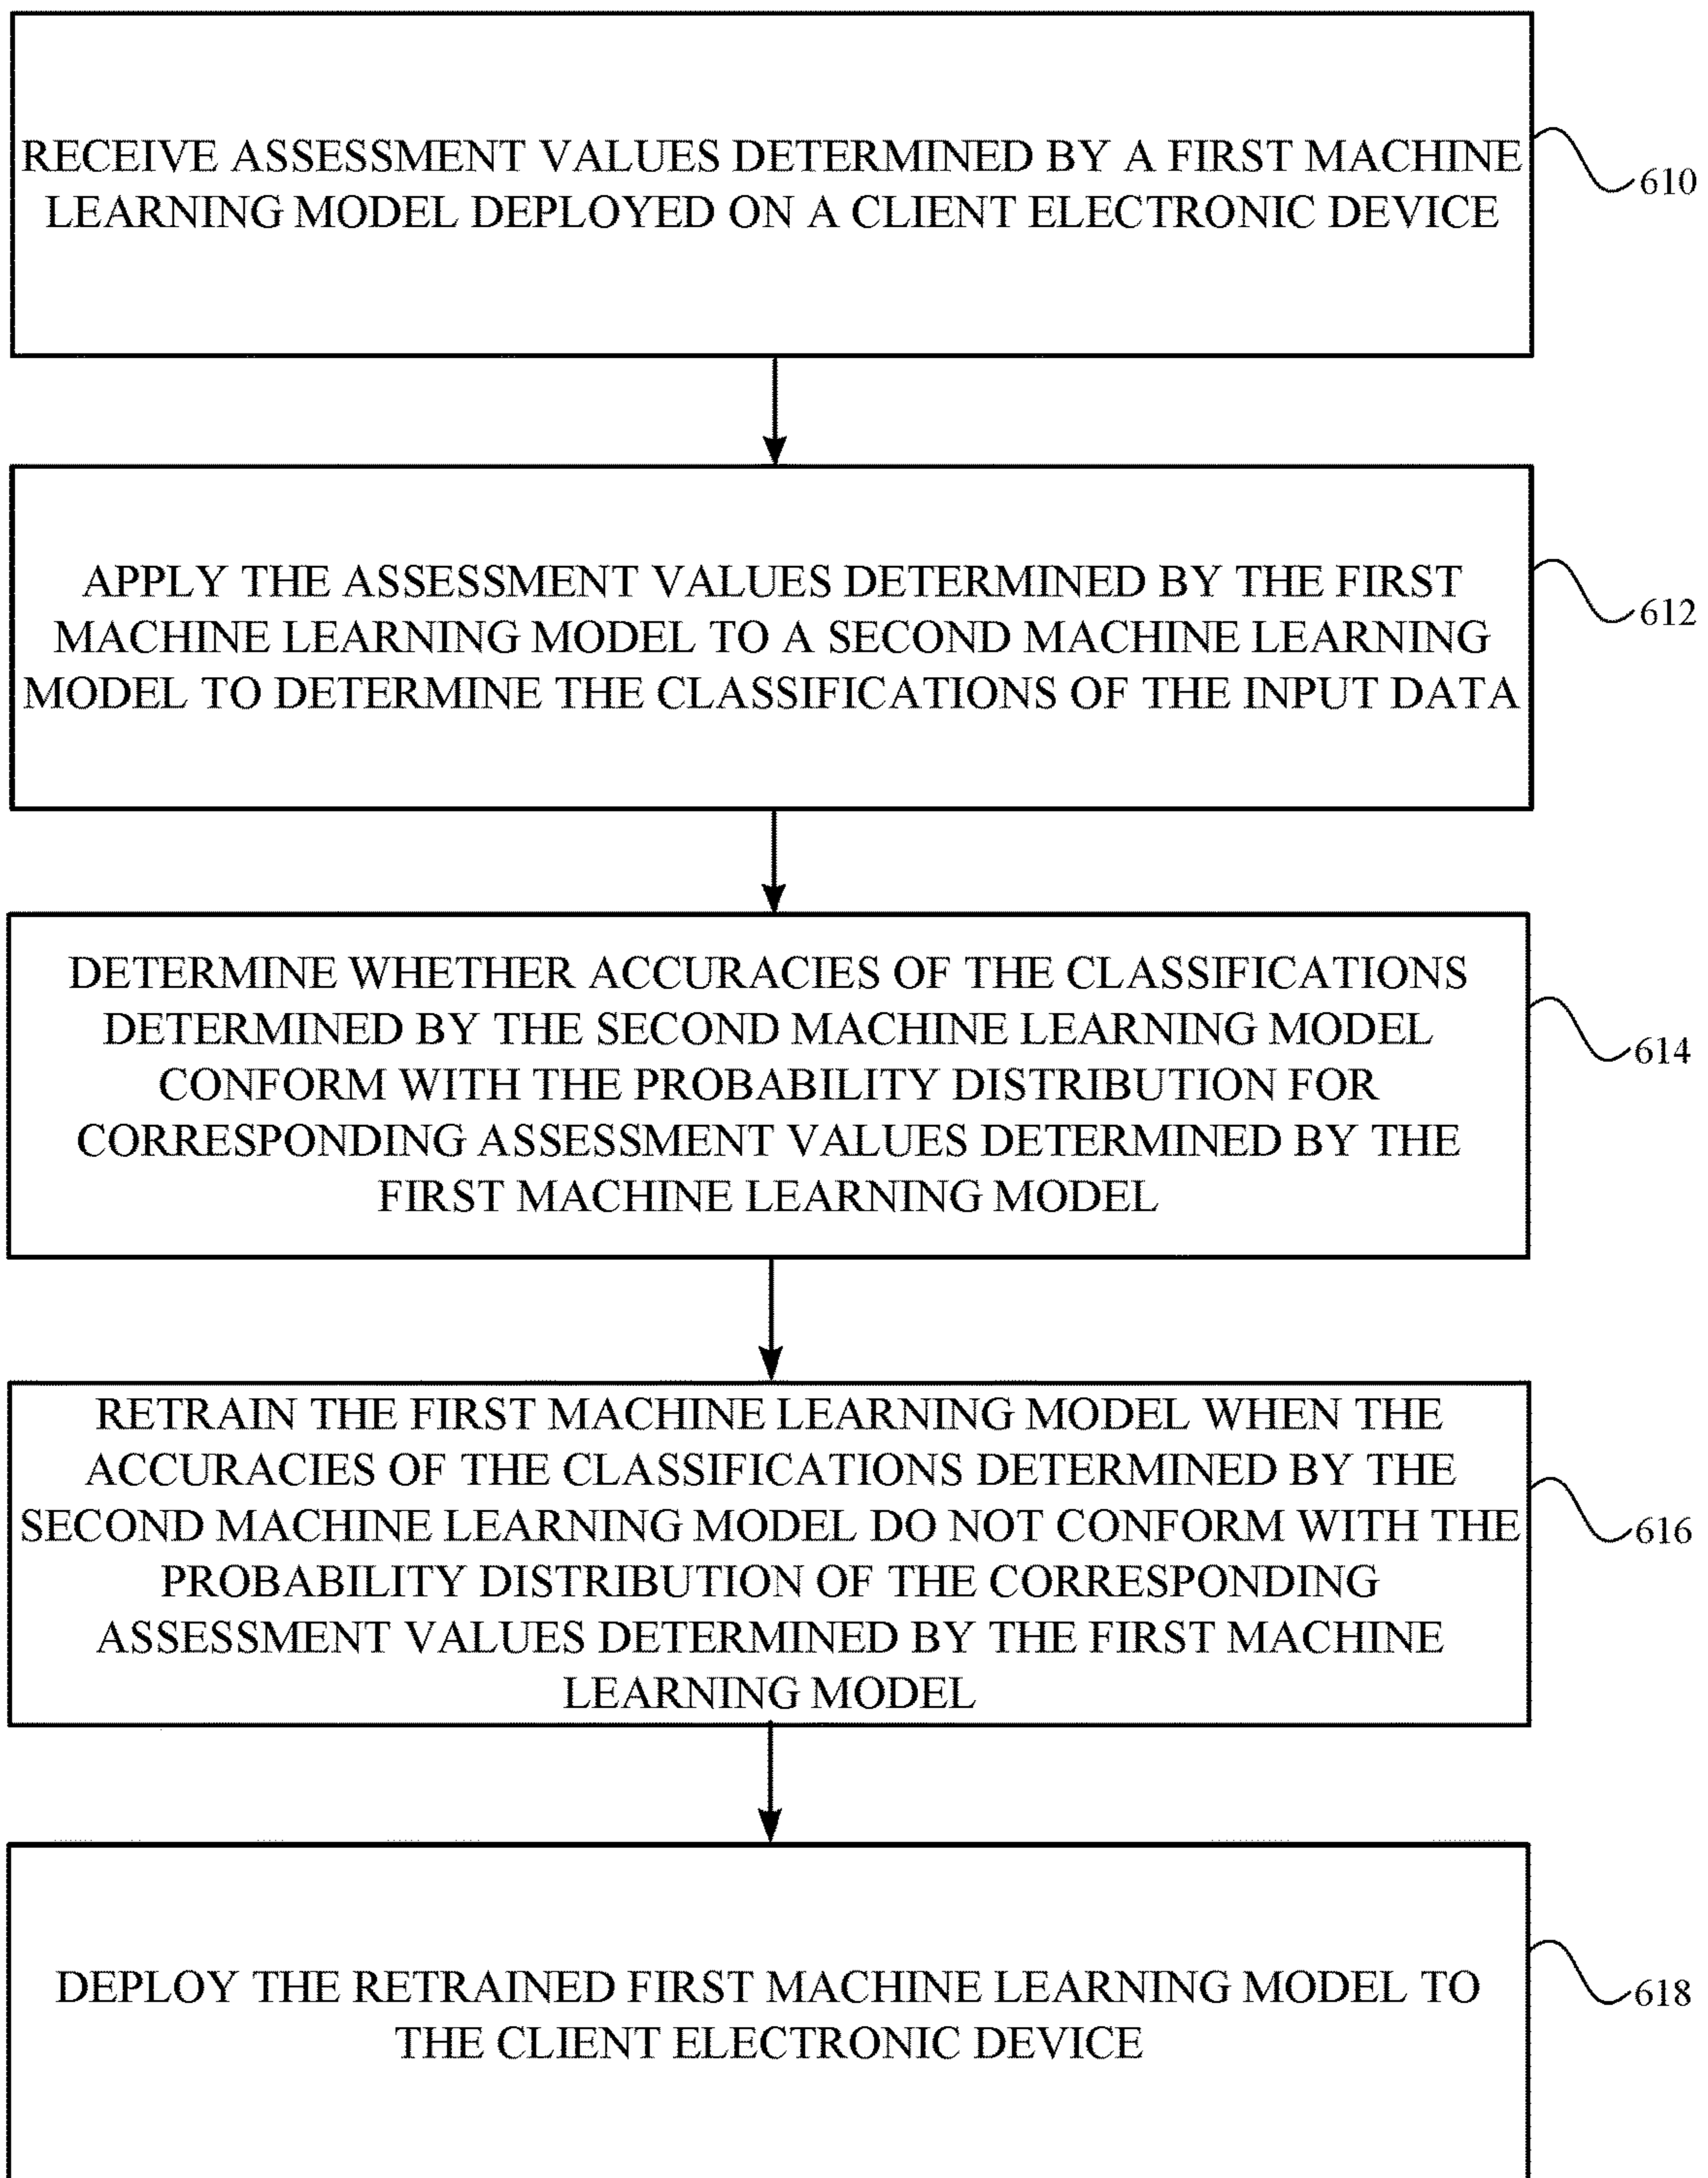 RECEIVE ASSESSMENT VALUES DETERMINED BY A FIRST MACHINE
LEARNING MODEL DEPLOYED ON A CLIENT ELECTRONIC DEVICE
610
APPLY THE ASSESSMENT VALUES DETERMINED BY THE FIRST
MACHINE LEARNING MODEL TO A SECOND MACHINE LEARNING
MODEL TO DETERMINE THE CLASSIFICATIONS OF THE INPUT DATA
612
DETERMINE WHETHER ACCURACIES OF THE CLASSIFICATIONS
DETERMINED BY THE SECOND MACHINE LEARNING MODEL
CONFORM WITH THE PROBABILITY DISTRIBUTION FOR
CORRESPONDING ASSESSMENT VALUES DETERMINED BY THE
FIRST MACHINE LEARNING MODEL
614
RETRAIN THE FIRST MACHINE LEARNING MODEL WHEN THE
ACCURACIES OF THE CLASSIFICATIONS DETERMINED BY THE
SECOND MACHINE LEARNING MODEL DO NOT CONFORM WITH THE
PROBABILITY DISTRIBUTION OF THE CORRESPONDING
ASSESSMENT VALUES DETERMINED BY THE FIRST MACHINE
LEARNING MODEL
616
DEPLOY THE RETRAINED FIRST MACHINE LEARNING MODEL TO
THE CLIENT ELECTRONIC DEVICE
618